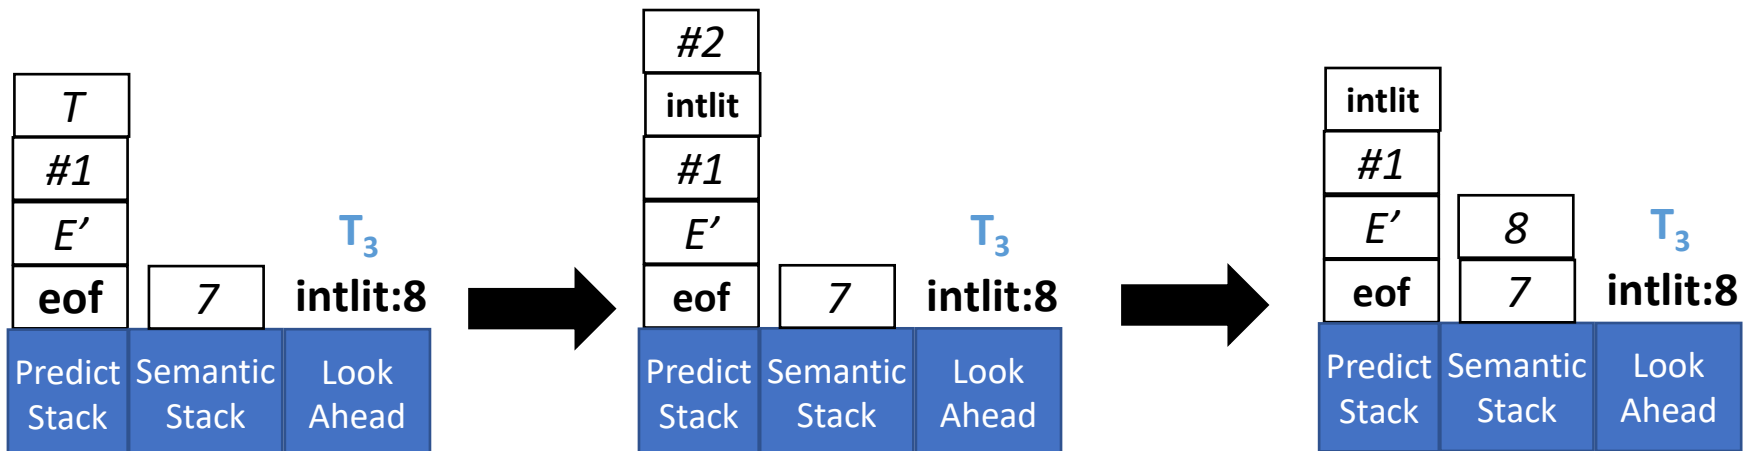 T
#1
E’
eof
7
T3
intlit:8
Predict
Stack
Semantic
Stack
Look
Ahead
#2
intlit
#1
E’
eof
7
T3
intlit:8
Predict
Stack
Semantic
Stack
Look
Ahead
intlit
#1
E’
eof
8
7
T3
intlit:8
Predict
Stack
Semantic
Stack
Look
Ahead